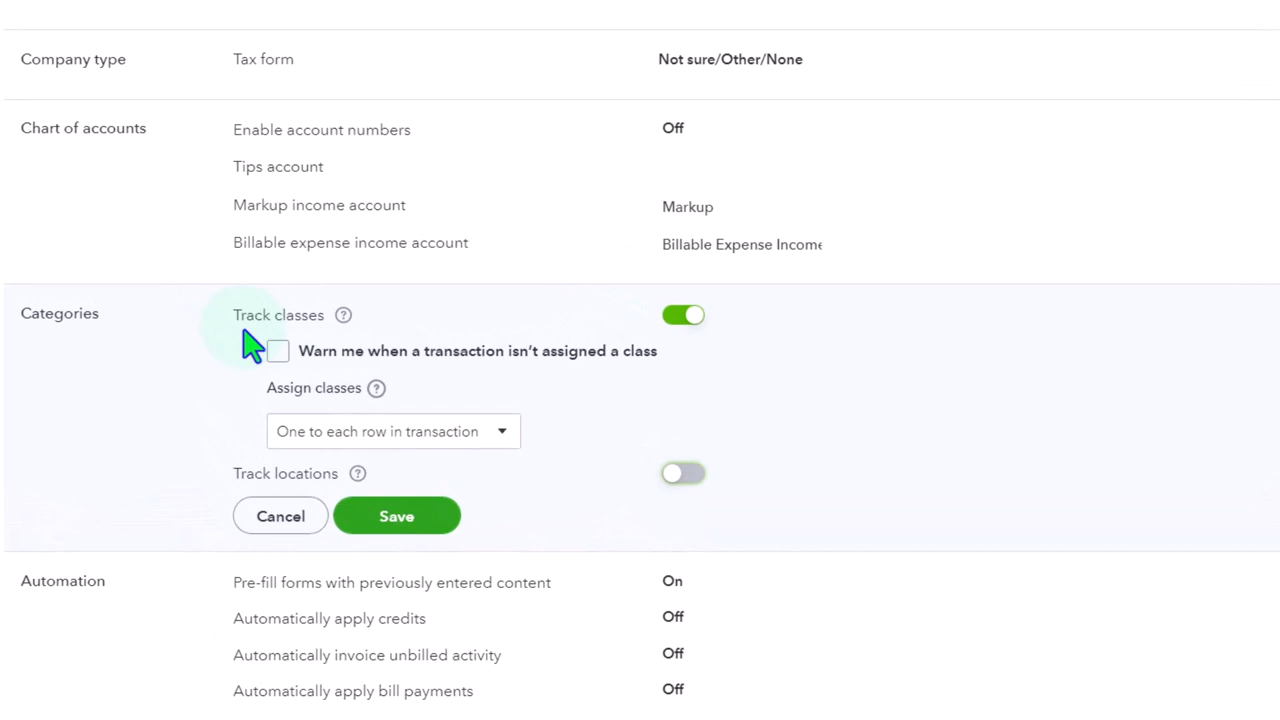 Company type Tax form Not sure/Other/None
Chart of accounts Enable account numbers Off
Tips account
Markup income account Markup
Billable expense income account Billable Expense Income
Categories Track classes ?
Warn me when a transaction isn't assigned a class
Assign classes ?
One to each row in transaction
Track locations ?
Cancel Save
Automation Pre-fill forms with previously entered content On
Automatically apply credits Off
Automatically invoice unbilled activity Off
Automatically apply bill payments Off